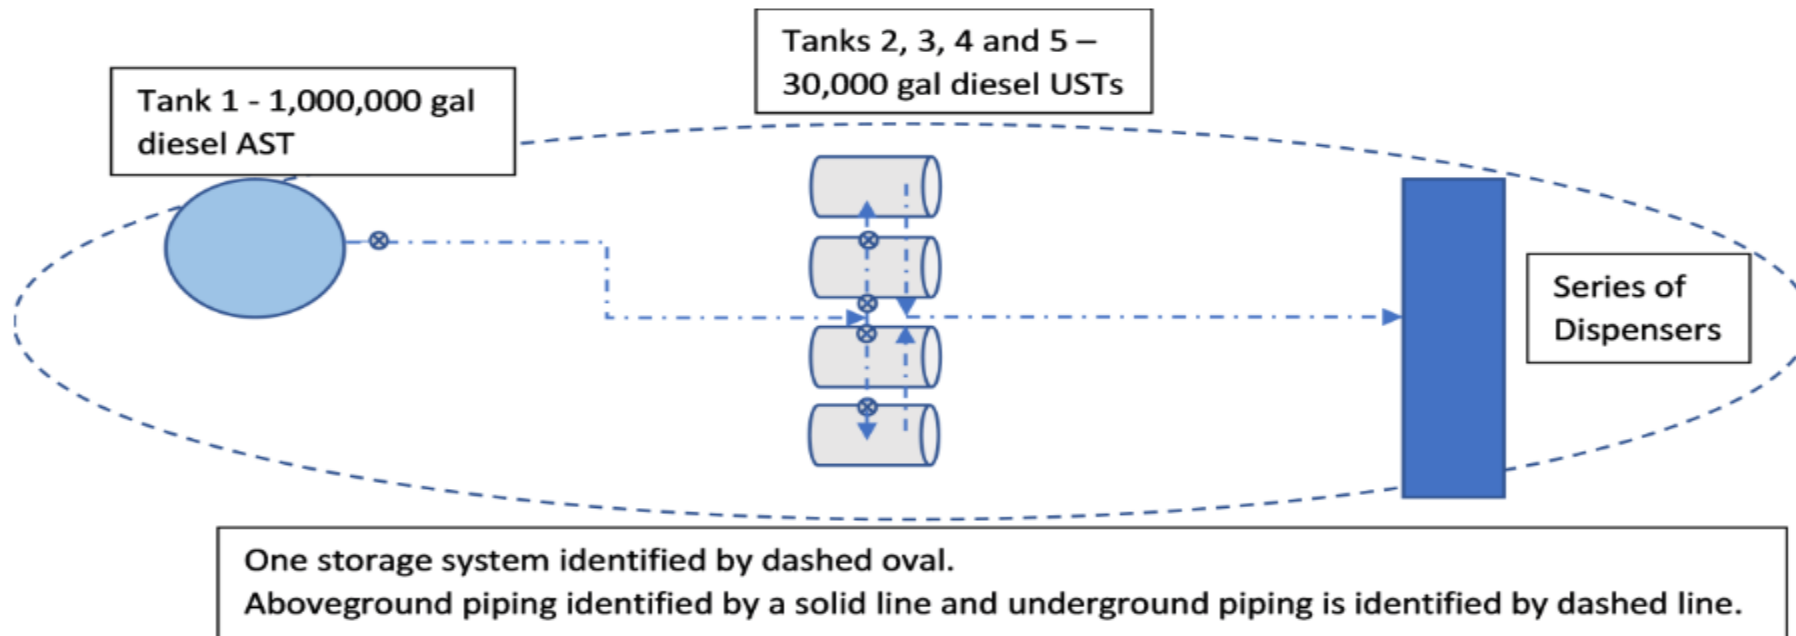 Tank 1 - 1,000,000 gal
diesel AST
Tanks 2, 3, 4 and 5 –
30,000 gal diesel USTs
Series of
Dispensers
One storage system identified by dashed oval.
Aboveground piping identified by a solid line and underground piping is identified by dashed line.